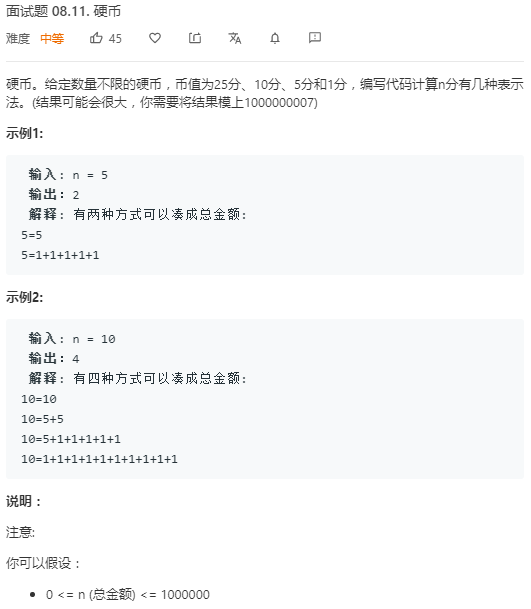 面试题 08.11. 硬币
难度 中等 45
硬币。给定数量不限的硬币，币值为25分、10分、5分和1分，编写代码计算n分有几种表示
法。(结果可能会很大，你需要将结果模上1000000007)
示例1:
输入: n = 5
输出：2
解释: 有两种方式可以凑成总金额:
5=5
5=1+1+1+1+1
示例2:
输入: n = 10
输出：4
解释: 有四种方式可以凑成总金额:
10=10
10=5+5
10=5+1+1+1+1+1
10=1+1+1+1+1+1+1+1+1+1
说明：
注意:
你可以假设：
• 0 <= n (总金额) <= 1000000